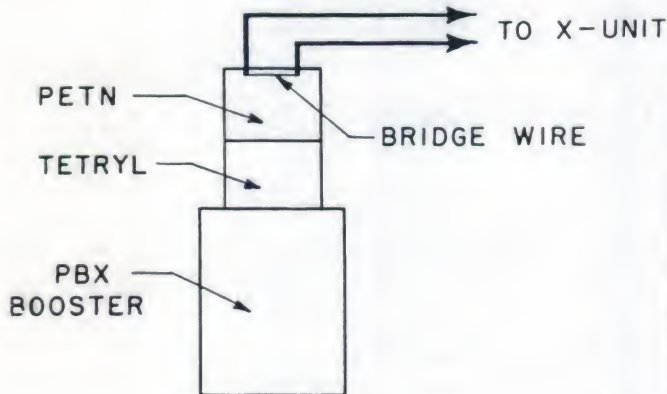 TO X-UNIT
PETN
BRIDGE WIRE
TETRYL
PBX
BOOSTER